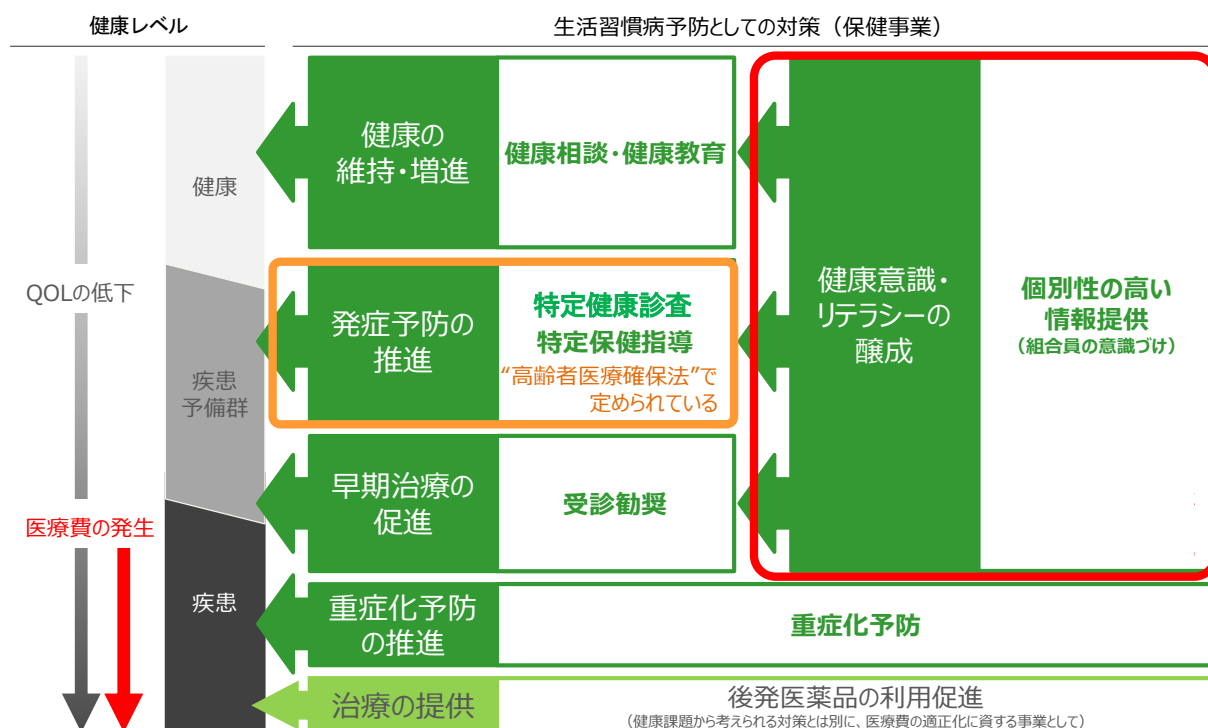 健康レベル
生活習慣病予防としての対策（保健事業）
健康
QOLの低下
疾患
予備群
医療費の発生
疾患
健康の
維持・増進
健康相談・健康教育
発症予防の
推進
特定健康診査
特定保健指導
“高齢者医療確保法”で
定められている
早期治療の
促進
受診勧奨
健康意識・
リテラシーの
醸成
個別性の高い
情報提供
（組合員の意識づけ）
重症化予防
の推進
重症化予防
治療の提供
後発医薬品の利用促進
（健康課題から考えられる対策とは別に、医療費の適正化に資する事業として）